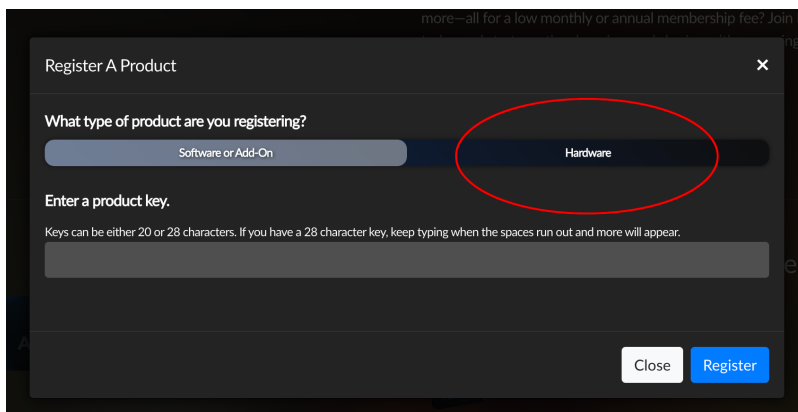 more—all for a low monthly or annual membership fee? Join
Register A Product
×
What type of product are you registering?
Software or Add-On
Hardware
Enter a product key.
Keys can be either 20 or 28 characters. If you have a 28 character key, keep typing when the spaces run out and more will appear.
Close
Register